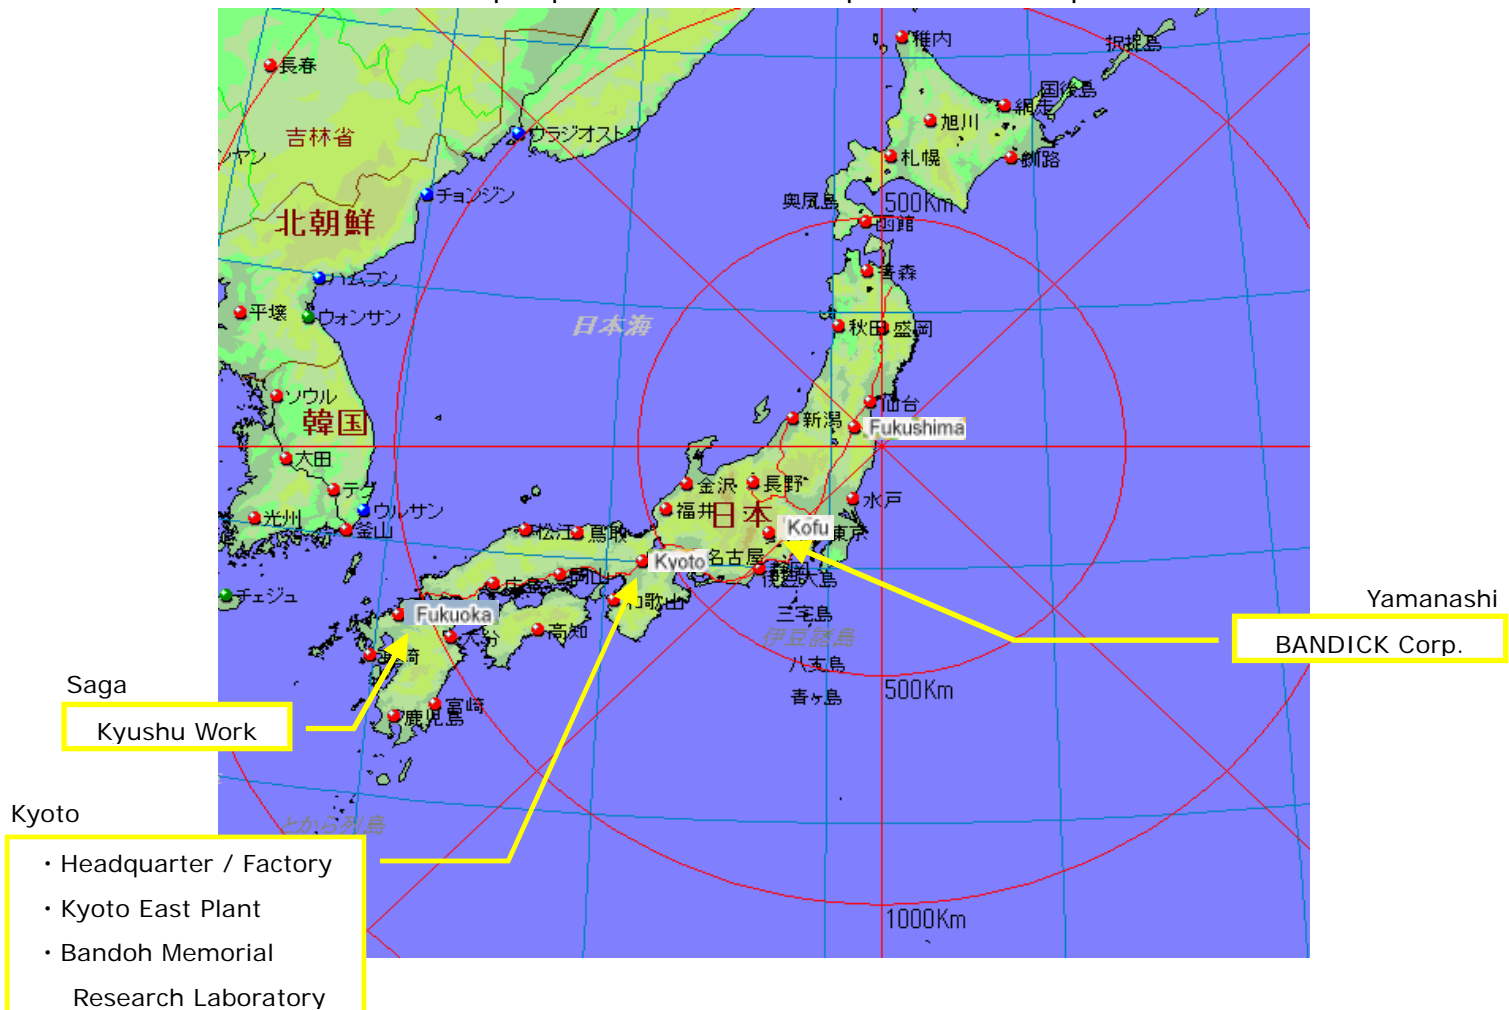 稚内
択捉島
長春
国後島
網走
旭川
ウラジオストク
吉林省
札幌
釧路
チョンジン
500Km
北朝鮮
函館
ハムフン
青森
平壌
ウォンサン
日本海
秋田
盛岡
ソウル
仙台
韓国
新潟
Fukushima
大田
金沢
長野
テグ
水戸
ウルサン
福井
日本
光州
釜山
松江
鳥取
Kofu
東京
Kyoto
名古屋
岡山
広島
チェジュ
和歌山
Yamanashi
三宅島
Fukuoka
高知
大分
伊豆諸島
BANDICK Corp.
八丈島
Saga
500Km
青ヶ島
宮崎
鹿児島
Kyushu Work
Kyoto
とから列島
・Headquarter / Factory
・Kyoto East Plant
1000Km
・Bandoh Memorial
Research Laboratory